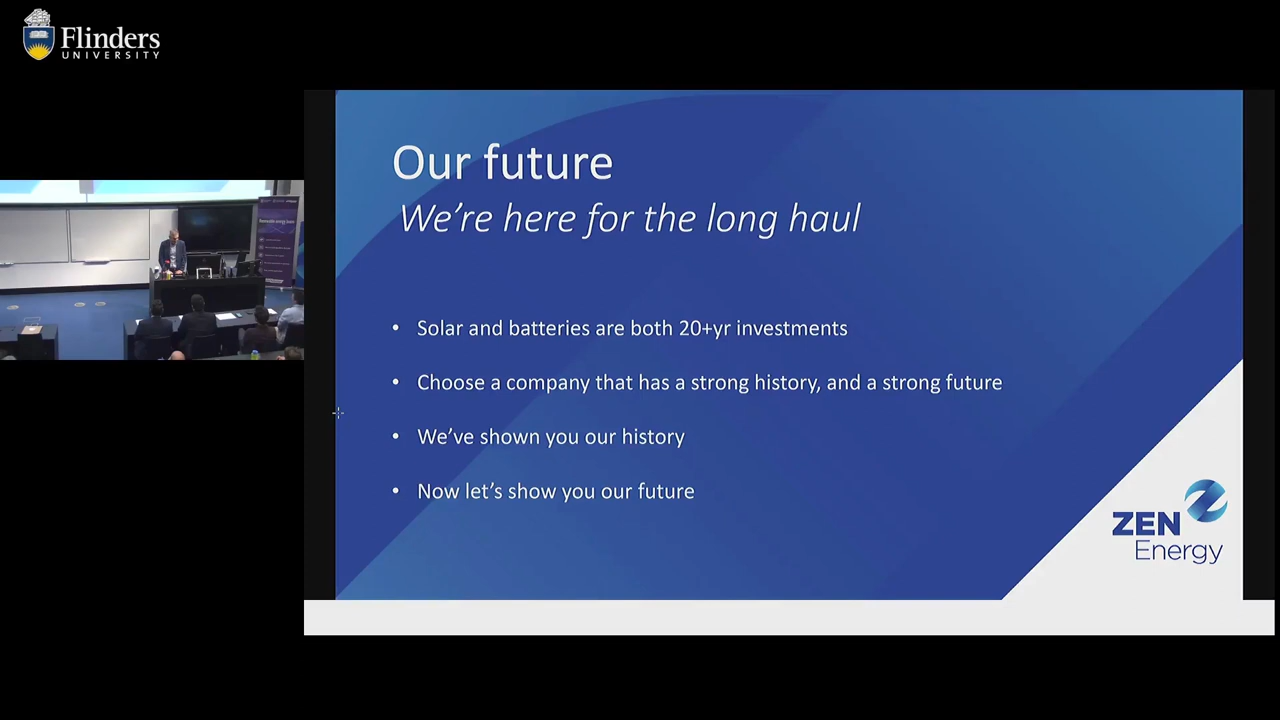 Flinders
UNIVERSITY
Our future
We're here for the long haul
• Solar and batteries are both 20+yr investments
• Choose a company that has a strong history, and a strong future
• We've shown you our history
• Now let's show you our future
ZEN
Energy